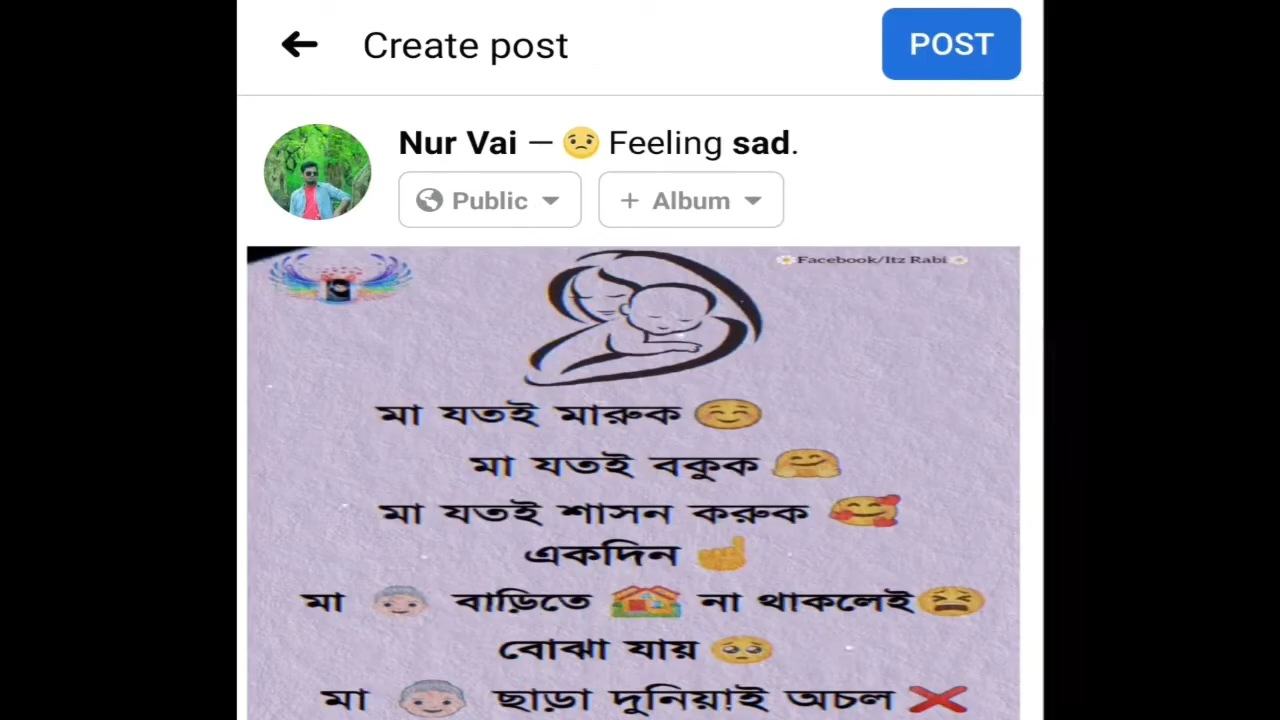 Create post
POST
Nur Vai — 😟 Feeling sad.
Public
+ Album
Facebook/Itz Rabi
মা যতই মারুক ☺️
মা যতই বকুক 🤗
মা যতই শাসন করুক 🥰
একদিন ☝️
মা 👵 বাড়িতে 🏘️ না থাকলেই 😫
বোঝা যায় 🥺
মা 👵 ছাড়া দুনিয়া!ই অচল ❌